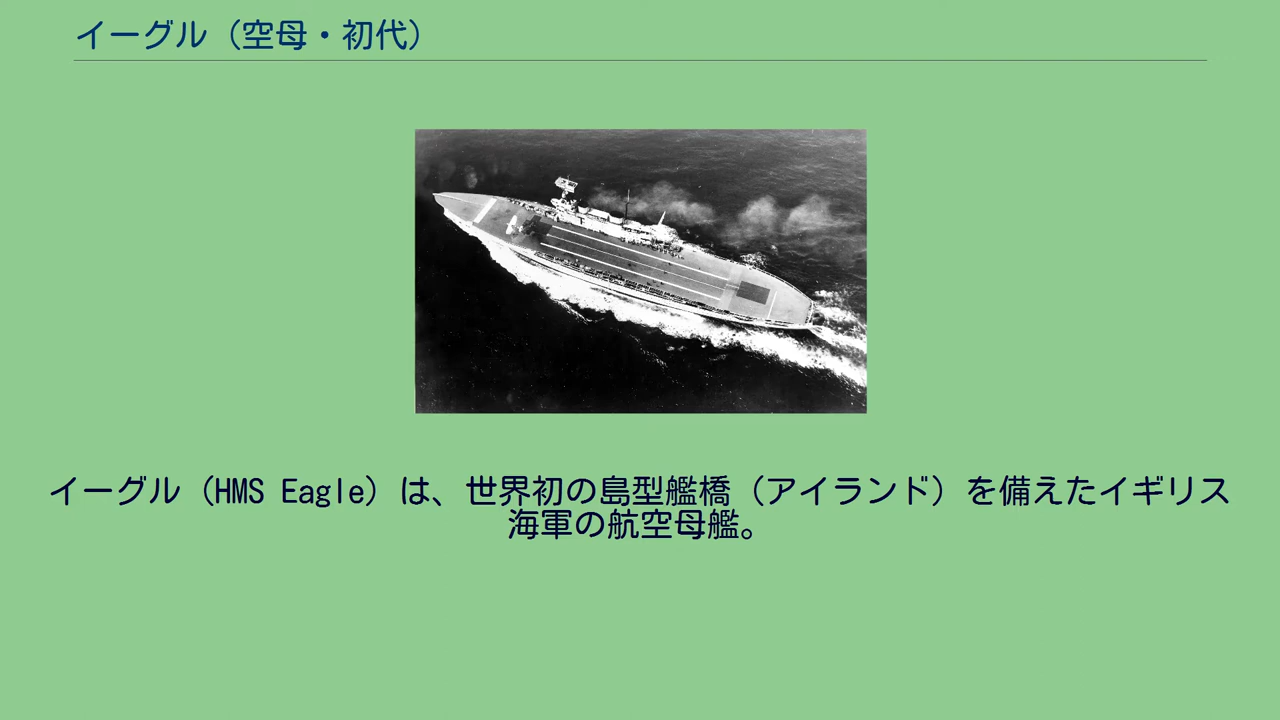 イーグル（空母・初代）
イーグル（HMS Eagle）は、世界初の島型艦橋（アイランド）を備えたイギリス
海軍の航空母艦。